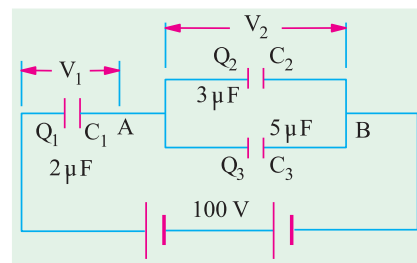 V₂
V₁
Q₂ C₂
3 μF
Q₁ C₁ A
5 μF
B
2 μF
Q₃ C₃
100 V